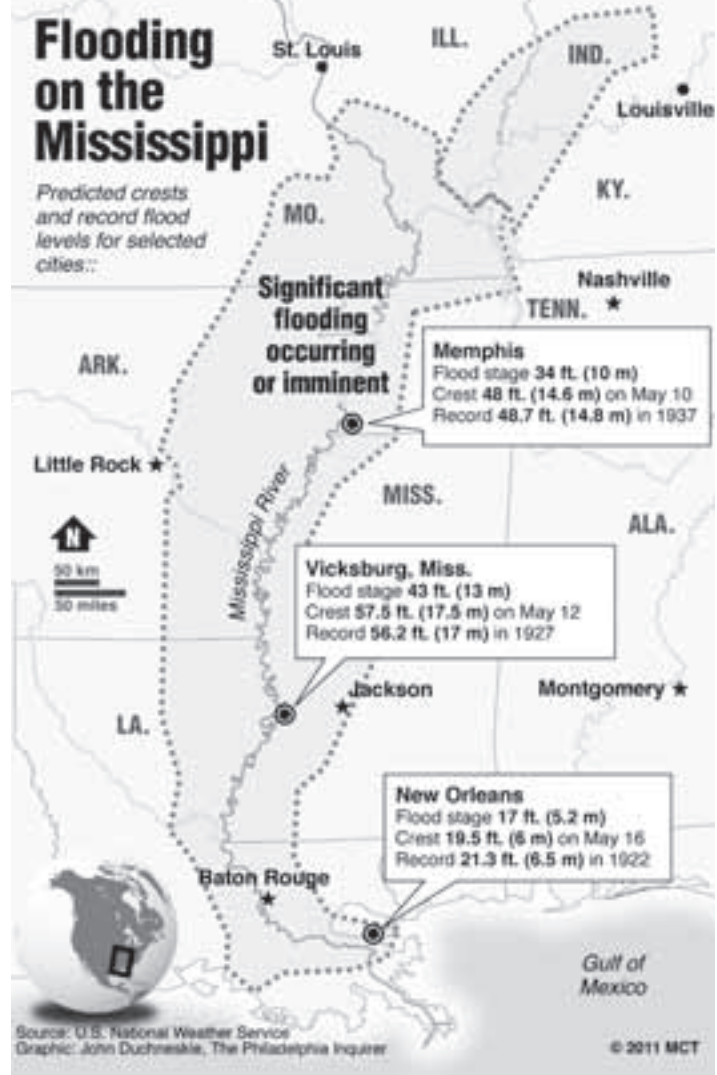 Flooding
on the
Mississippi
Predicted crests
and record flood
levels for selected
cities::
St. Louis
ILL.
IND.
Louisville
KY.
MO.
Significant
flooding
occurring
or imminent
Nashville
TENN.
ARK.
Memphis
Flood stage 34 ft. (10 m)
Crest 48 ft. (14.6 m) on May 10
Record 48.7 ft. (14.8 m) in 1937
Little Rock
Mississippi River
MISS.
ALA.
N
50 km
50 miles
Vicksburg, Miss.
Flood stage 43 ft. (13 m)
Crest 57.5 ft. (17.5 m) on May 12
Record 56.2 ft. (17 m) in 1927
Jackson
Montgomery
LA.
New Orleans
Flood stage 17 ft. (5.2 m)
Crest 19.5 ft. (6 m) on May 16
Record 21.3 ft. (6.5 m) in 1922
Baton Rouge
Gulf of
Mexico
Source: U.S. National Weather Service
Graphic: John Duchneskie, The Philadelphia Inquirer
© 2011 MCT